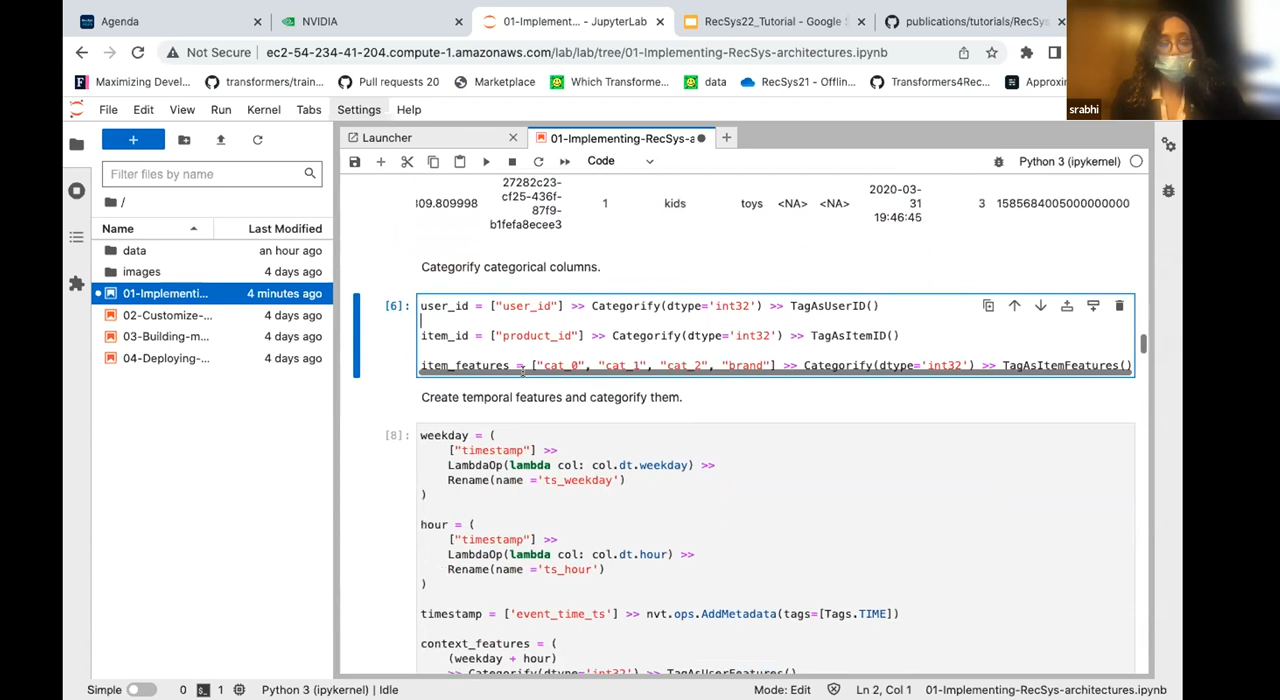 Agenda
NVIDIA
01-Implement... - JupyterLab
RecSys22_Tutorial - Google S
publications/tutorials/RecSys
Not Secure | ec2-54-234-41-204.compute-1.amazonaws.com/lab/lab/tree/01-Implementing-RecSys-architectures.ipynb
Maximizing Devel...
transformers/train...
Pull requests 20
Marketplace
Which Transforme...
data
RecSys21 - Offlin...
Transformers4Rec...
Approxim
srabhi
File Edit View Run Kernel Tabs Settings Help
Launcher
01-Implementing-RecSys-a
Code
Python 3 (ipykernel)
Filter files by name
/
Name
Last Modified
data an hour ago
images 4 days ago
01-Implementi... 4 minutes ago
02-Customize-... 4 days ago
03-Building-m... 4 days ago
04-Deploying-... 4 days ago
309.809998
27282c23-
cf25-436f-
87f9-
b1fefa8ecee3
1
kids
toys
<NA>
<NA>
2020-03-
31
19:46:45
3
1585684005000000000
Categorify categorical columns.
[6]:
user_id = ["user_id"] >> Categorify(dtype='int32') >> TagAsUserID()
item_id = ["product_id"] >> Categorify(dtype='int32') >> TagAsItemID()
item_features = ["cat_0", "cat_1", "cat_2", "brand"] >> Categorify(dtype='int32') >> TagAsItemFeatures()
Create temporal features and categorify them.
[8]:
weekday = (
["timestamp"] >>
LambdaOp(lambda col: col.dt.weekday) >>
Rename(name ='ts_weekday')
)
hour = (
["timestamp"] >>
LambdaOp(lambda col: col.dt.hour) >>
Rename(name ='ts_hour')
)
timestamp = ['event_time_ts'] >> nvt.ops.AddMetadata(tags=[Tags.TIME])
context_features = (
(weekday + hour)
>> Categorify(dtype='int32') >> TagAsUserFeatures()
Simple
0
1
Python 3 (ipykernel) | Idle
Mode: Edit
Ln 2, Col 1
01-Implementing-RecSys-architectures.ipynb